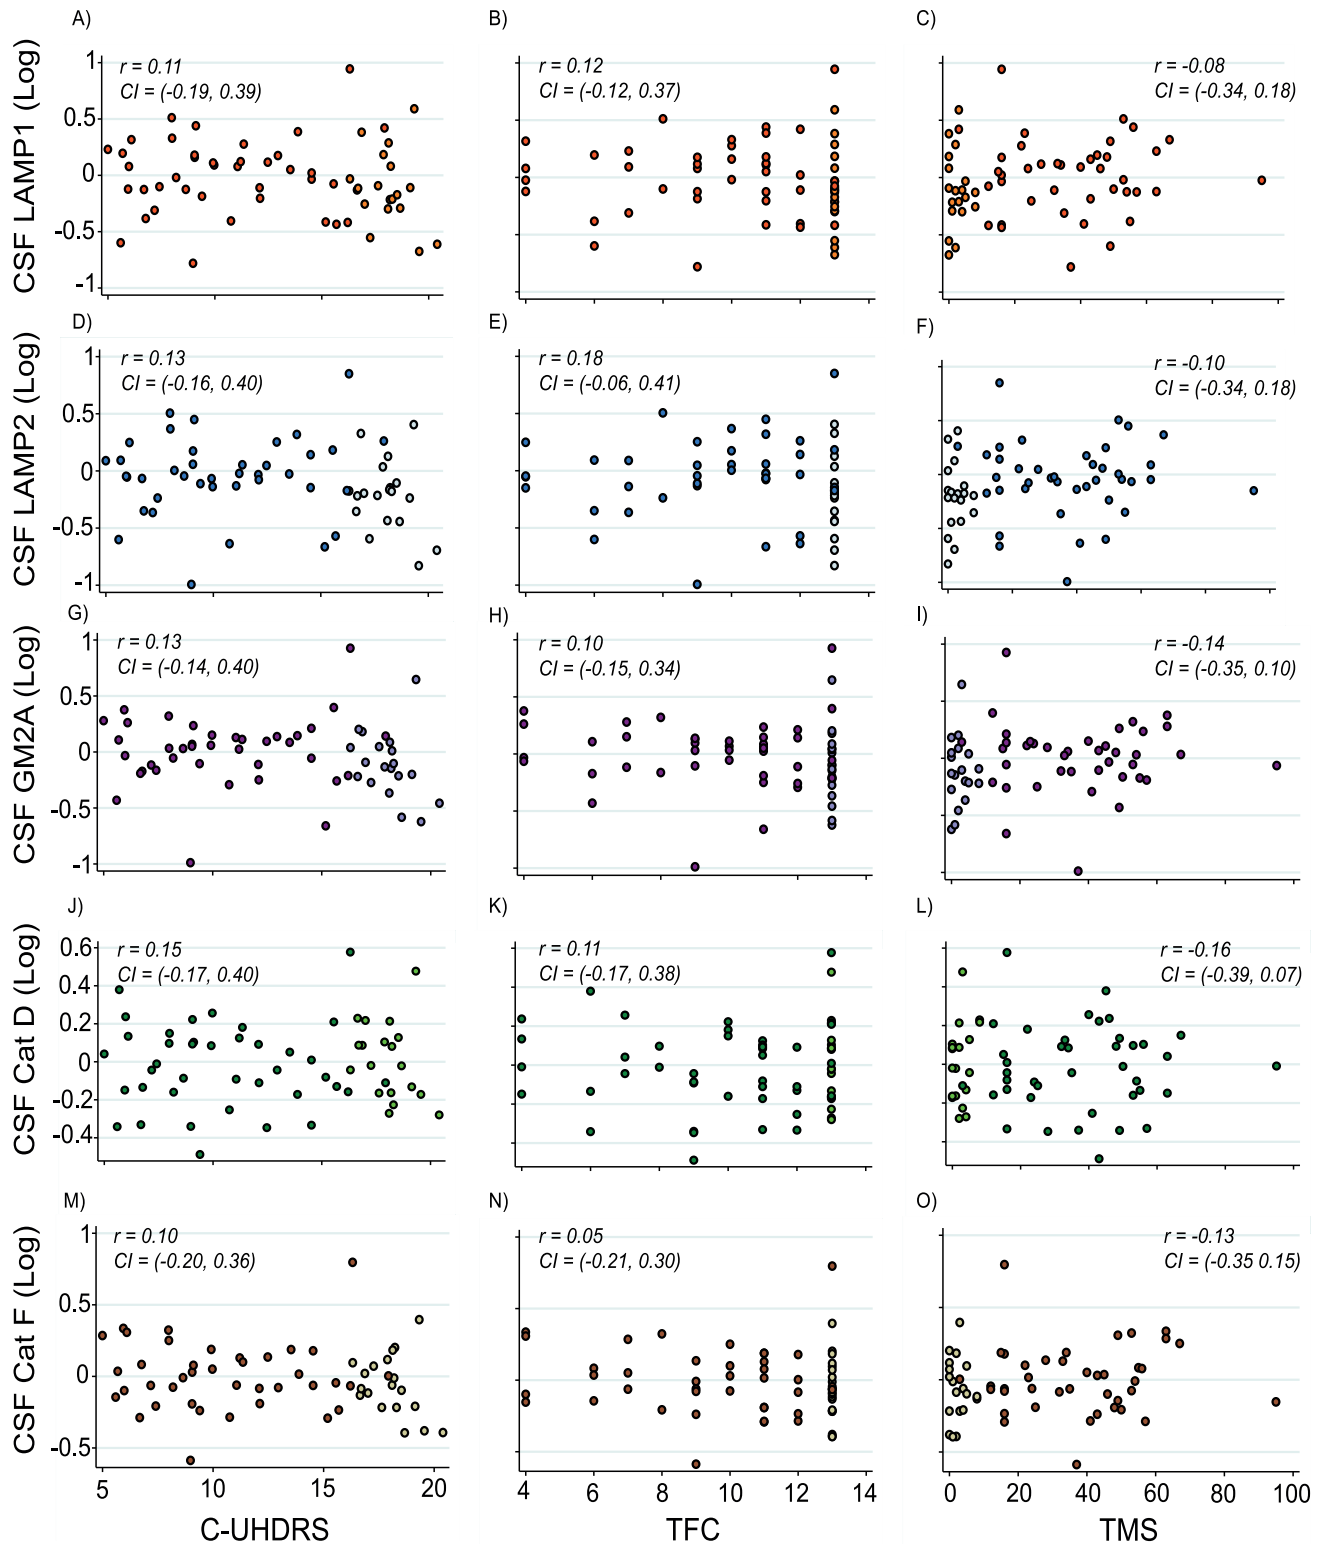 A)
B)
C)
CSF LAMP1 (Log)
1
0.5
0
-0.5
-1
r = 0.11
CI = (-0.19, 0.39)
r = 0.12
CI = (-0.12, 0.37)
r = -0.08
CI = (-0.34, 0.18)
D)
E)
F)
CSF LAMP2 (Log)
1
0.5
0
-0.5
-1
r = 0.13
CI = (-0.16, 0.40)
r = 0.18
CI = (-0.06, 0.41)
r = -0.10
CI = (-0.34, 0.18)
G)
H)
I)
CSF GM2A (Log)
1
0.5
0
-0.5
-1
r = 0.13
CI = (-0.14, 0.40)
r = 0.10
CI = (-0.15, 0.34)
r = -0.14
CI = (-0.35, 0.10)
J)
K)
L)
CSF Cat D (Log)
0.6
0.4
0.2
0
-0.2
-0.4
r = 0.15
CI = (-0.17, 0.40)
r = 0.11
CI = (-0.17, 0.38)
r = -0.16
CI = (-0.39, 0.07)
M)
N)
O)
CSF Cat F (Log)
1
0.5
0
-0.5
r = 0.10
CI = (-0.20, 0.36)
r = 0.05
CI = (-0.21, 0.30)
r = -0.13
CI = (-0.35 0.15)
5 10 15 20
4 6 8 10 12 14
0 20 40 60 80 100
C-UHDRS
TFC
TMS